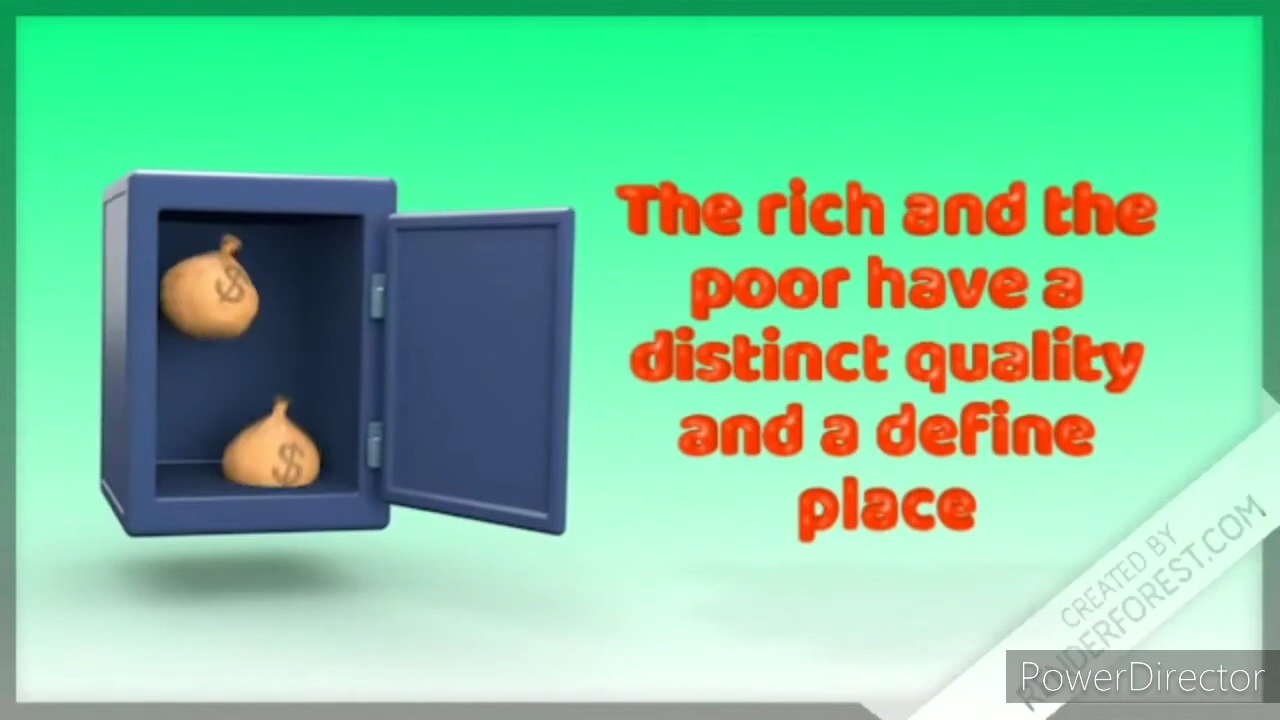 The rich and the
poor have a
distinct quality
and a define
place
$
$
CREATED BY
RENDERFOREST.COM
PowerDirector